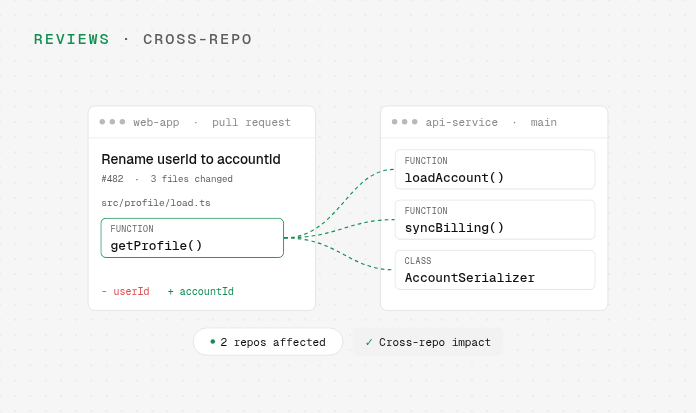 REVIEWS · CROSS-REPO
web-app · pull request
Rename userId to accountId
#482 · 3 files changed
src/profile/load.ts
FUNCTION
getProfile()
- userId + accountId
api-service · main
FUNCTION
loadAccount()
FUNCTION
syncBilling()
CLASS
AccountSerializer
2 repos affected
✓ Cross-repo impact